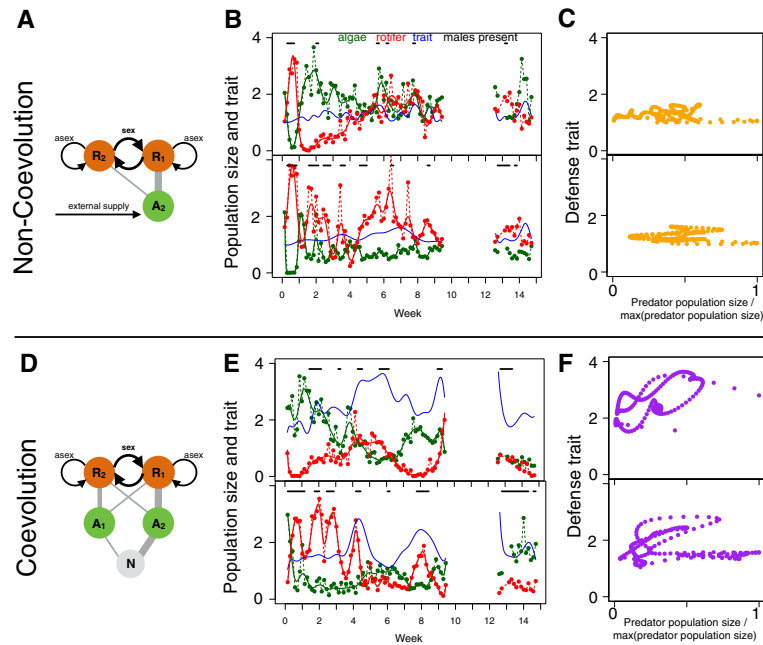 A
B
C
Non-Coevolution
asex
sex
asex
R2
R1
A2
external supply
Population size and trait
algae rotifer trait males present
4
2
0
2
0
0 2 4 6 8 10 12 14
Week
Defense trait
4
2
0
2
0
0 1
Predator population size /
max(predator population size)
D
E
F
Coevolution
asex
sex
asex
R2
R1
A1
A2
N
Population size and trait
4
2
0
2
0
0 2 4 6 8 10 12 14
Week
Defense trait
4
2
0
2
0
0 1
Predator population size /
max(predator population size)